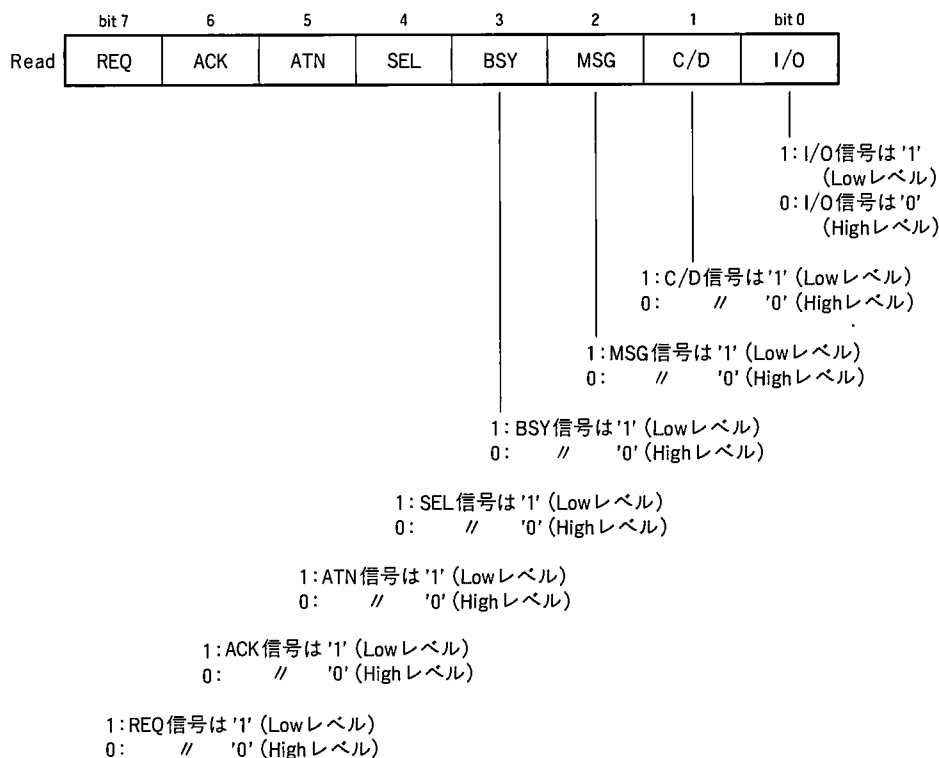 bit 7 6 5 4 3 2 1 bit 0
Read REQ ACK ATN SEL BSY MSG C/D I/O
1:I/O信号は'1'
(Lowレベル)
0:I/O信号は'0'
(Highレベル)
1:C/D信号は'1'(Lowレベル)
0: 〃 '0'(Highレベル)
1:MSG信号は'1'(Lowレベル)
0: 〃 '0'(Highレベル)
1:BSY信号は'1'(Lowレベル)
0: 〃 '0'(Highレベル)
1:SEL信号は'1'(Lowレベル)
0: 〃 '0'(Highレベル)
1:ATN信号は'1'(Lowレベル)
0: 〃 '0'(Highレベル)
1:ACK信号は'1'(Lowレベル)
0: 〃 '0'(Highレベル)
1:REQ信号は'1'(Lowレベル)
0: 〃 '0'(Highレベル)